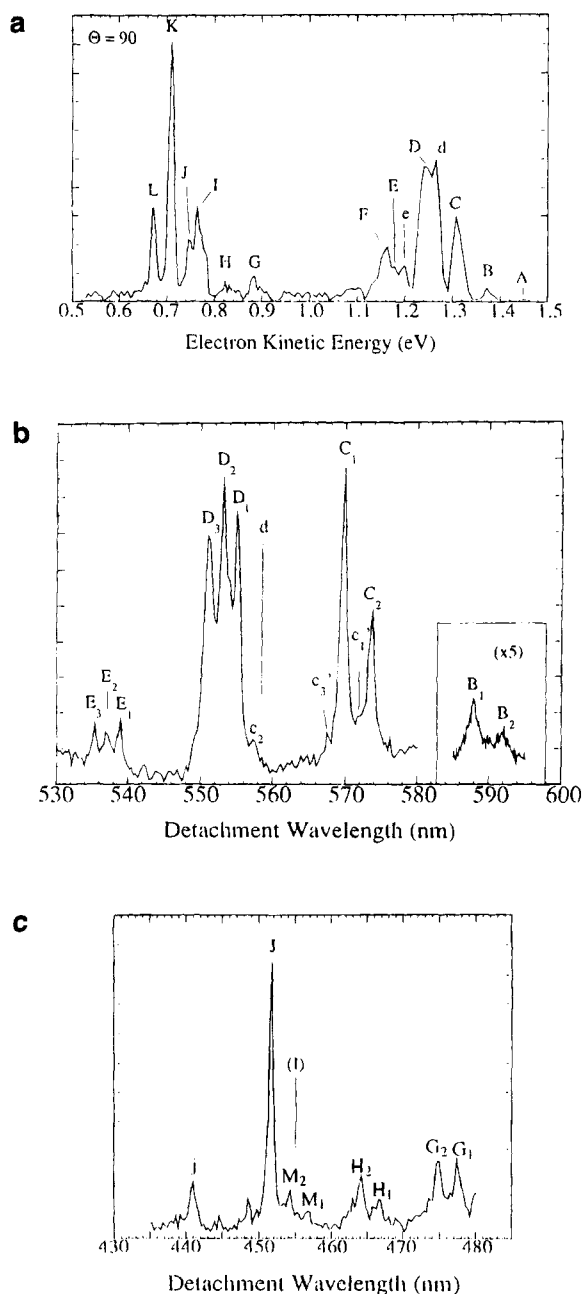 a
Θ = 90
K
L
J
I
H
G
F
E
e
D
d
C
B
A
0.5 0.6 0.7 0.8 0.9 1.0 1.1 1.2 1.3 1.4 1.5
Electron Kinetic Energy (eV)
b
E3
E2
E1
D3
D2
D1
d
c2
c3'
C1
c1'
C2
(x5)
B1
B2
530 540 550 560 570 580 590 600
Detachment Wavelength (nm)
c
J
(I)
M2
M1
H2
H1
G2
G1
430 440 450 460 470 480
Detachment Wavelength (nm)